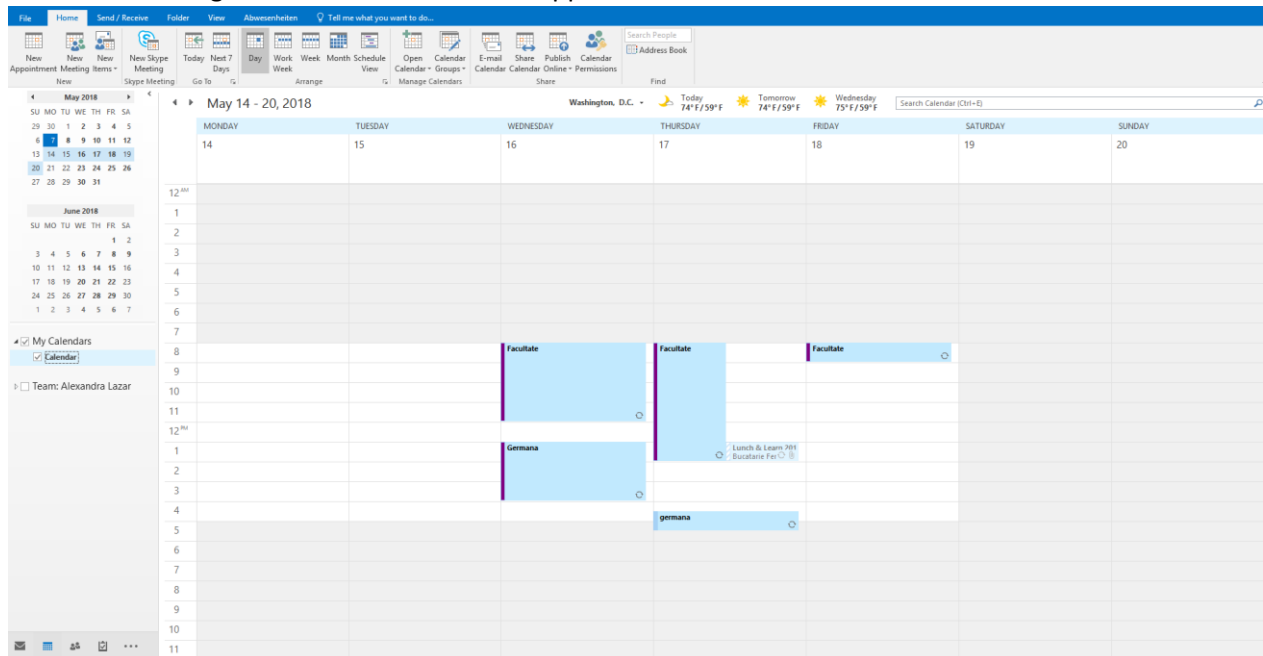 File Home Send / Receive Folder View Abwesenheiten Tell me what you want to do...
New Appointment
New Meeting
New Items
New
New Skype Meeting
Skype Meeting
Today
Next 7 Days
Go To
Day
Work Week
Week
Month
Schedule View
Arrange
Open Calendar
Calendar Groups
Manage Calendars
E-mail Calendar
Share Calendar
Publish Online
Calendar Permissions
Share
Search People
Address Book
Find
May 2018
SU MO TU WE TH FR SA
29 30 1 2 3 4 5
6 7 8 9 10 11 12
13 14 15 16 17 18 19
20 21 22 23 24 25 26
27 28 29 30 31
June 2018
SU MO TU WE TH FR SA
1 2
3 4 5 6 7 8 9
10 11 12 13 14 15 16
17 18 19 20 21 22 23
24 25 26 27 28 29 30
1 2 3 4 5 6 7
My Calendars
Calendar
Team: Alexandra Lazar
May 14 - 20, 2018
Washington, D.C.
Today
74°F/59°F
Tomorrow
74°F/59°F
Wednesday
75°F/59°F
Search Calendar (Ctrl+E)
MONDAY TUESDAY WEDNESDAY THURSDAY FRIDAY SATURDAY SUNDAY
14 15 16 17 18 19 20
12 AM
1
2
3
4
5
6
7
8 Facultate Facultate Facultate
9
10
11
12 PM
1 Germana Lunch & Learn 201
Bucatarie Fer
2
3
4
germana
5
6
7
8
9
10
11